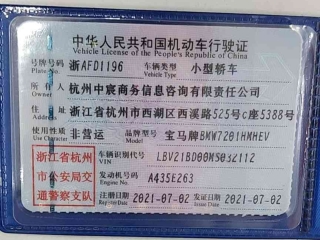 中华人民共和国机动车行驶证
Vehicle License of the People's Republic of China
号牌号码 浙AFD1196 车辆类型 小型轿车
Plate No. Vehicle Type
所有人 杭州中宸商务信息咨询有限责任公司
Owner
住址 杭州市西湖区西溪路525号c座5388号
Address
使用性质 非营运 品牌型号 宝马牌BMW7201HMHEV
Use Character Model
浙江省杭州市公安局交通警察支队
车辆识别代号 LBV21BD00MS032112
VIN
发动机号码 A435E263
Engine No.
注册日期 2021-07-02 发证日期 2021-07-02
Register Date Issue Date